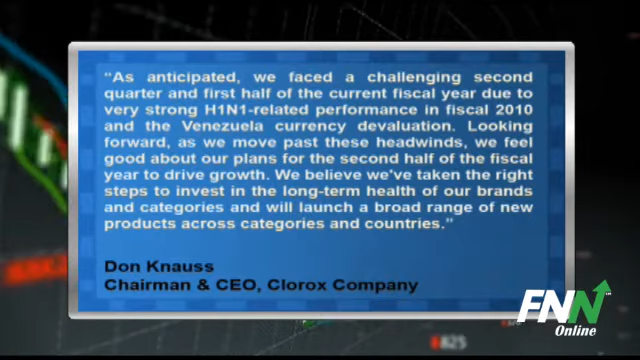 "As anticipated, we faced a challenging second
quarter and first half of the current fiscal year due to
very strong H1N1-related performance in fiscal 2010
and the Venezuela currency devaluation. Looking
forward, as we move past these headwinds, we feel
good about our plans for the second half of the fiscal
year to drive growth. We believe we've taken the right
steps to invest in the long-term health of our brands
and categories and will launch a broad range of new
products across categories and countries."
Don Knauss
Chairman & CEO, Clorox Company
FNN
Online